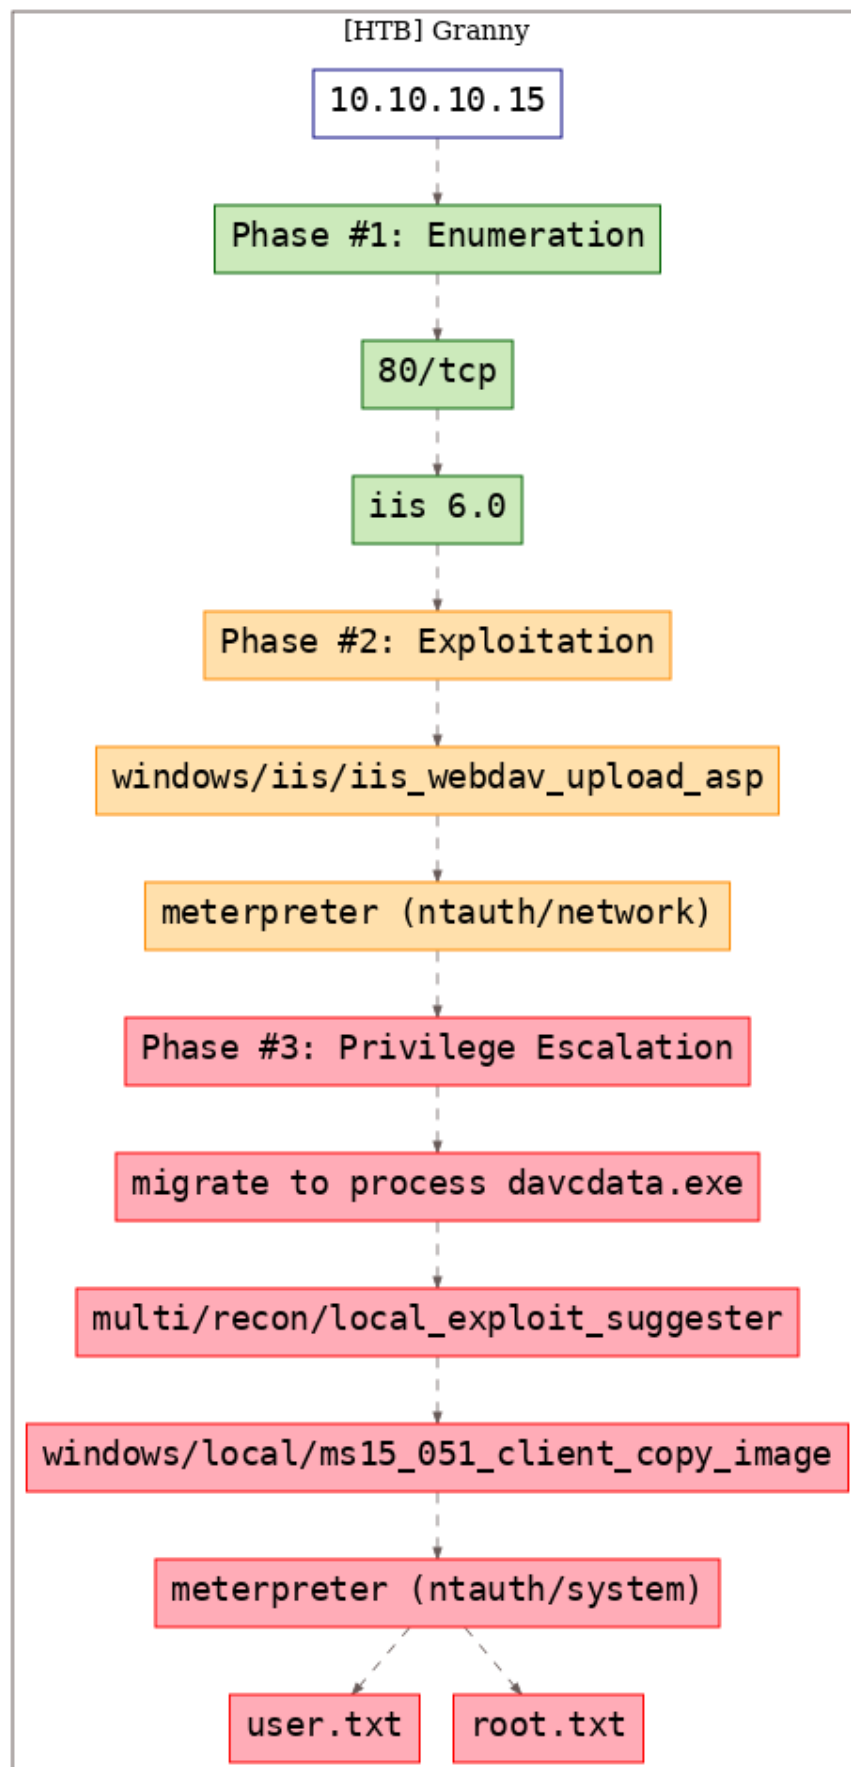 [HTB] Granny
10.10.10.15
Phase #1: Enumeration
80/tcp
iis 6.0
Phase #2: Exploitation
windows/iis/iis_webdav_upload_asp
meterpreter (ntauth/network)
Phase #3: Privilege Escalation
migrate to process davcdata.exe
multi/recon/local_exploit_suggester
windows/local/ms15_051_client_copy_image
meterpreter (ntauth/system)
user.txt
root.txt